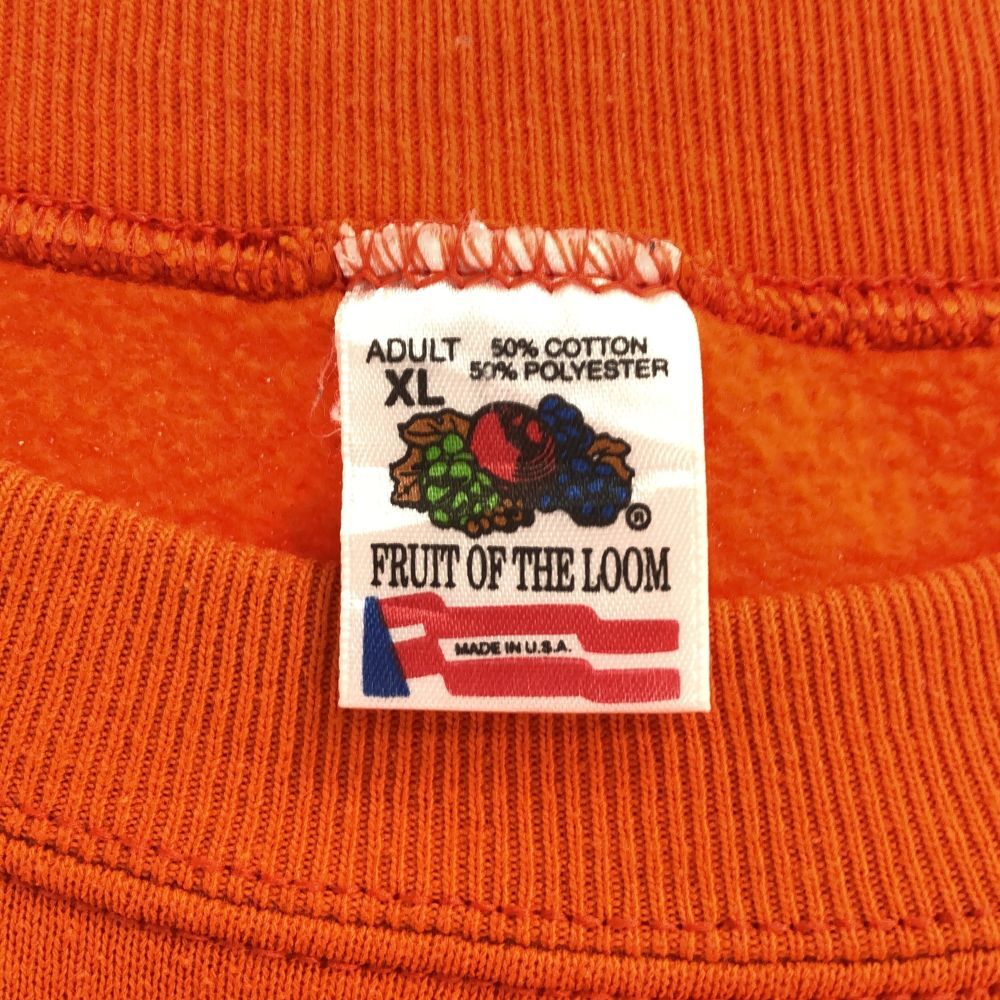 ADULT 50% COTTON
XL 50% POLYESTER
®
FRUIT OF THE LOOM
MADE IN U.S.A.